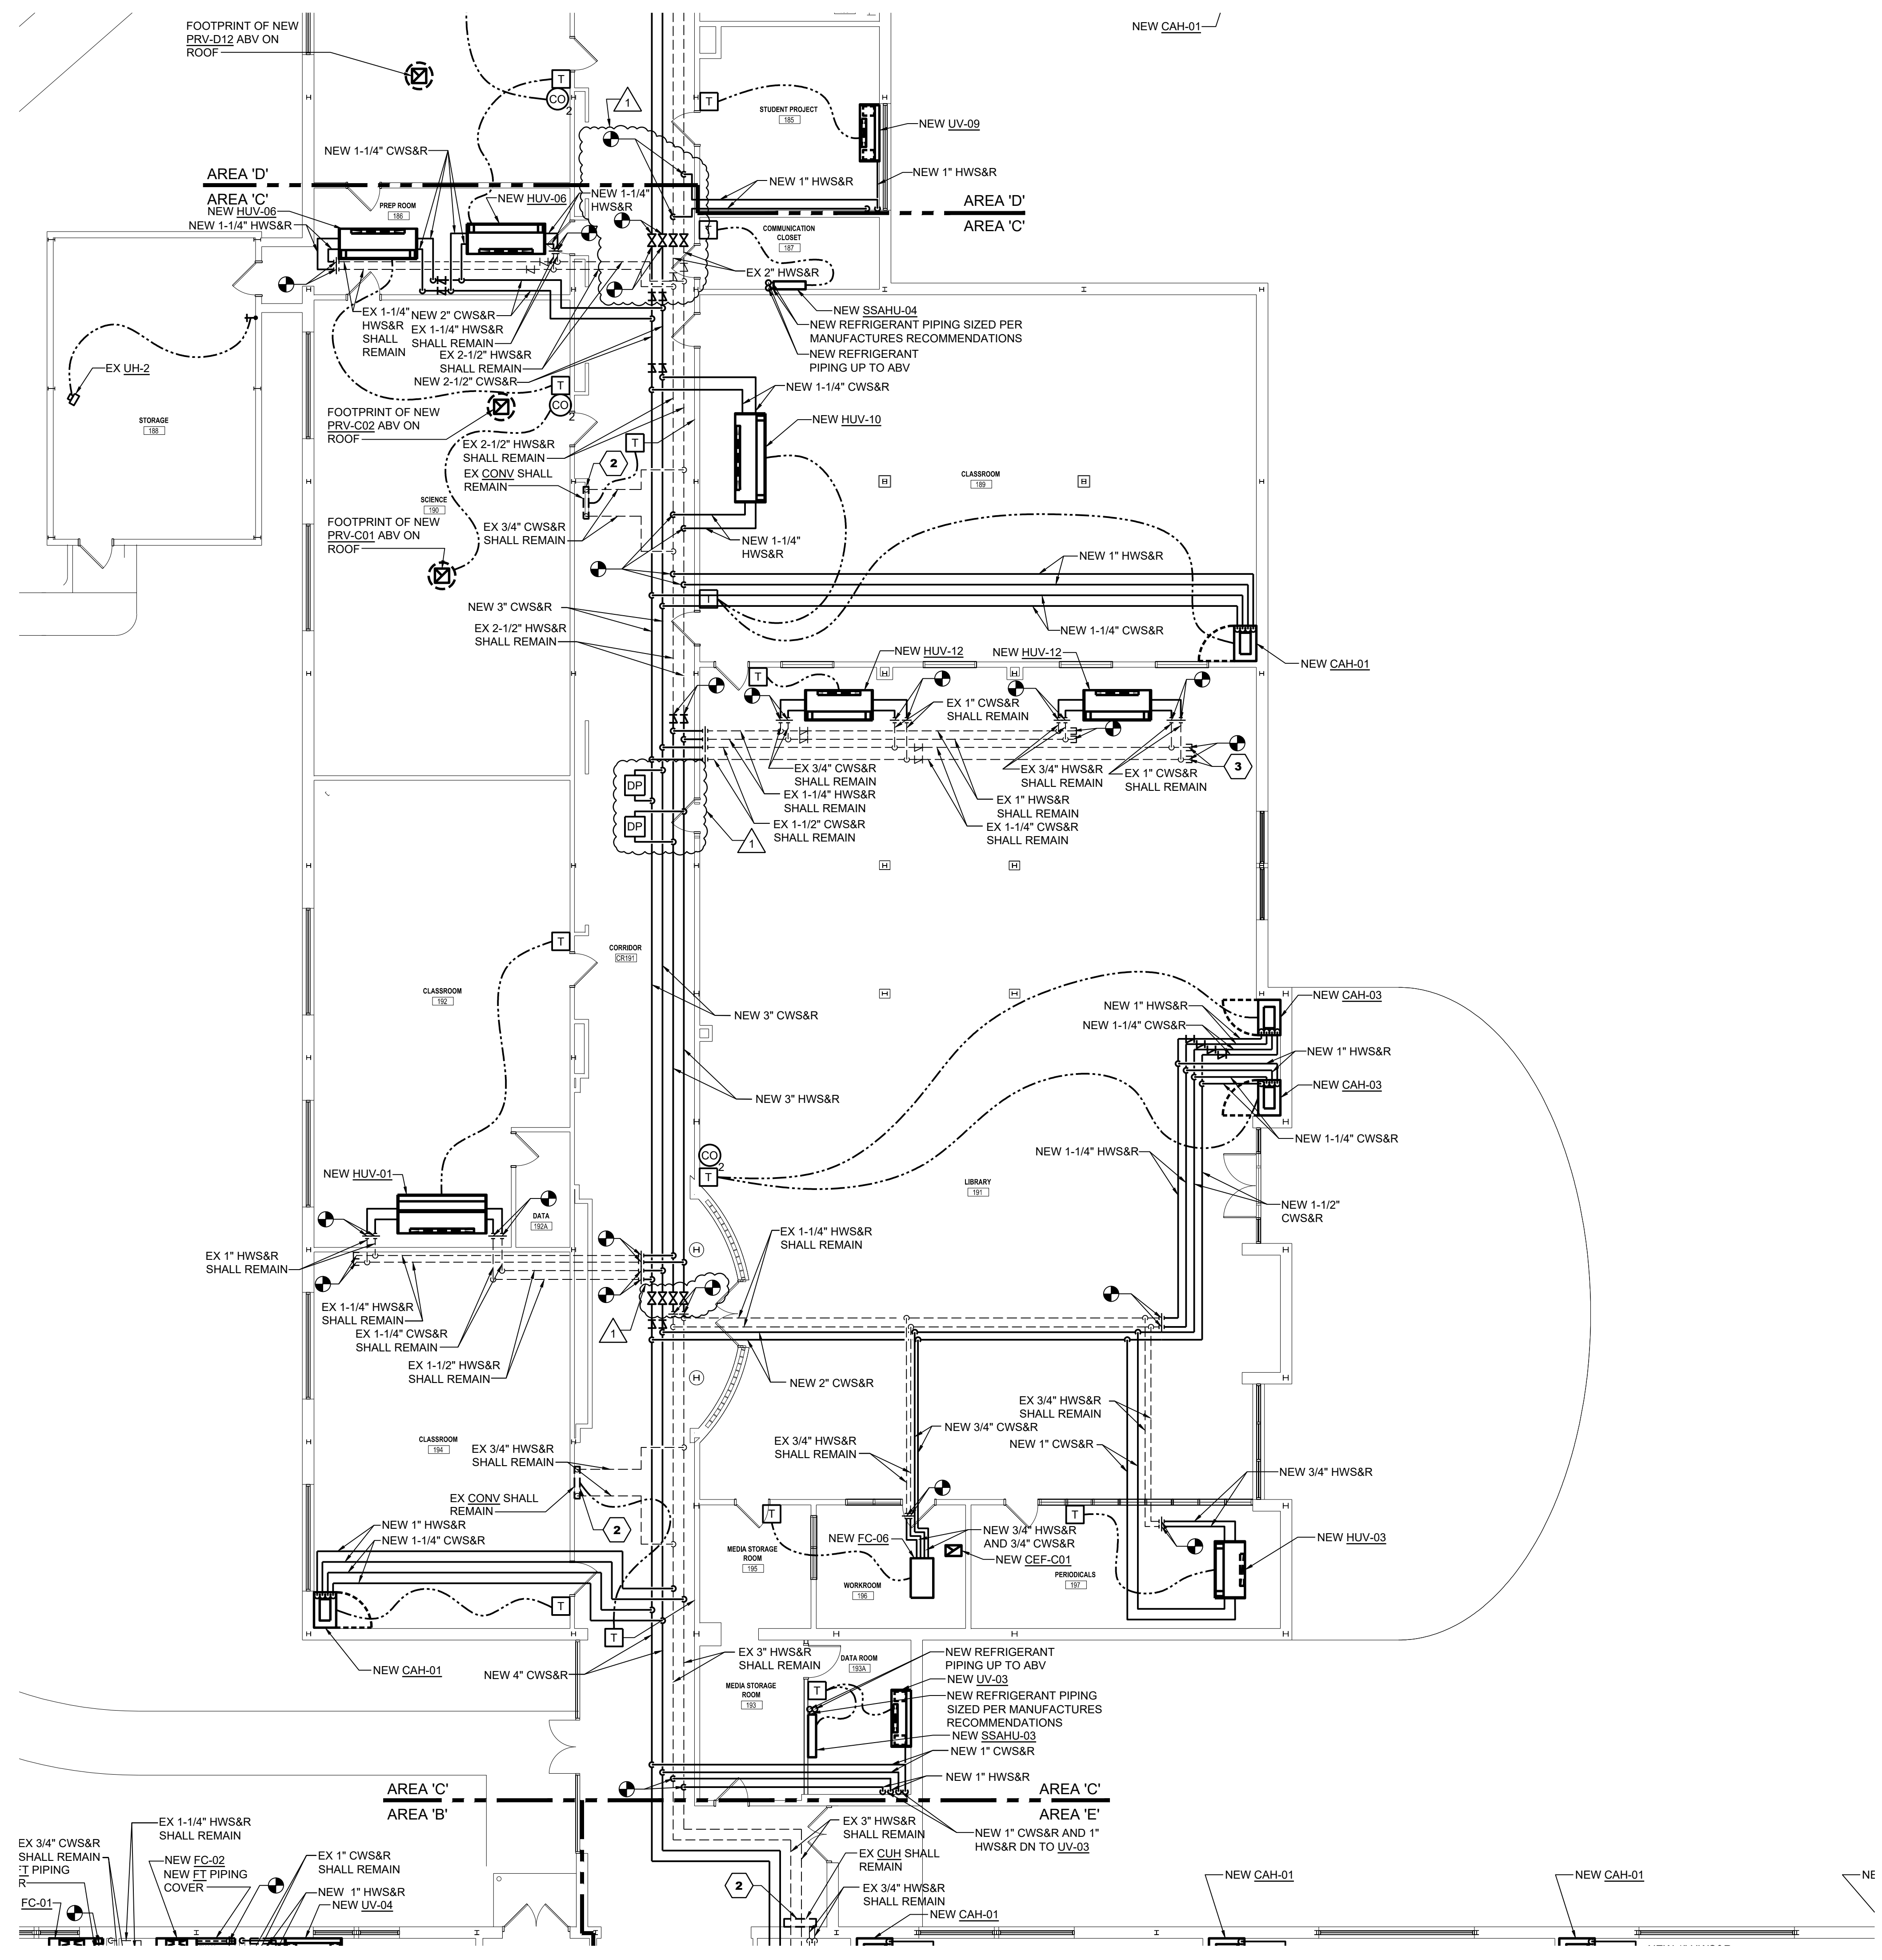 FOOTPRINT OF NEW
PRV-D12 ABV ON
ROOF
NEW CAH-01
T
CO
2
1
T
STUDENT PROJECT
185
NEW UV-09
NEW 1-1/4" CWS&R
AREA 'D'
AREA 'C'
NEW 1" HWS&R
NEW 1" HWS&R
AREA 'D'
AREA 'C'
NEW HUV-06
NEW 1-1/4" HWS&R
PREP ROOM
186
NEW HUV-06
NEW 1-1/4"
HWS&R
T
COMMUNICATION
CLOSET
187
EX 2" HWS&R
NEW SSAHU-04
NEW REFRIGERANT PIPING SIZED PER
MANUFACTURES RECOMMENDATIONS
NEW REFRIGERANT
PIPING UP TO ABV
EX 1-1/4"
HWS&R
SHALL
REMAIN
NEW 2" CWS&R
EX 1-1/4" HWS&R
SHALL REMAIN
EX 2-1/2" HWS&R
SHALL REMAIN
NEW 2-1/2" CWS&R
EX UH-2
STORAGE
188
T
CO
2
FOOTPRINT OF NEW
PRV-C02 ABV ON
ROOF
NEW 1-1/4" CWS&R
NEW HUV-10
EX 2-1/2" HWS&R
SHALL REMAIN
T
2
EX CONV SHALL
REMAIN
CLASSROOM
189
SCIENCE
190
FOOTPRINT OF NEW
PRV-C01 ABV ON
ROOF
EX 3/4" CWS&R
SHALL REMAIN
NEW 1-1/4"
HWS&R
NEW 1" HWS&R
NEW 3" CWS&R
T
EX 2-1/2" HWS&R
SHALL REMAIN
NEW 1-1/4" CWS&R
NEW CAH-01
NEW HUV-12
NEW HUV-12
T
EX 1" CWS&R
SHALL REMAIN
3
EX 3/4" CWS&R
SHALL REMAIN
EX 3/4" HWS&R
SHALL REMAIN
EX 1" CWS&R
SHALL REMAIN
DP
EX 1-1/4" HWS&R
SHALL REMAIN
EX 1" HWS&R
SHALL REMAIN
DP
EX 1-1/2" CWS&R
SHALL REMAIN
EX 1-1/4" CWS&R
SHALL REMAIN
1
T
CORRIDOR
CR191
CLASSROOM
192
NEW 3" CWS&R
NEW 1" HWS&R
NEW CAH-03
NEW 1-1/4" CWS&R
NEW 1" HWS&R
NEW CAH-03
NEW 3" HWS&R
NEW 1-1/4" CWS&R
CO
2
T
NEW 1-1/4" HWS&R
NEW HUV-01
LIBRARY
191
DATA
192A
NEW 1-1/2"
CWS&R
EX 1" HWS&R
SHALL REMAIN
EX 1-1/4" HWS&R
SHALL REMAIN
EX 1-1/4" HWS&R
SHALL REMAIN
1
EX 1-1/4" CWS&R
SHALL REMAIN
EX 1-1/2" HWS&R
SHALL REMAIN
NEW 2" CWS&R
EX 3/4" HWS&R
SHALL REMAIN
NEW 3/4" CWS&R
CLASSROOM
194
EX 3/4" HWS&R
SHALL REMAIN
EX 3/4" HWS&R
SHALL REMAIN
NEW 1" CWS&R
NEW 3/4" HWS&R
EX CONV SHALL
REMAIN
2
T
T
NEW 1" HWS&R
NEW 1-1/4" CWS&R
MEDIA STORAGE
ROOM
195
NEW FC-06
NEW 3/4" HWS&R
AND 3/4" CWS&R
NEW CEF-C01
NEW HUV-03
WORKROOM
196
PERIODICALS
197
T
T
NEW CAH-01
NEW 4" CWS&R
EX 3" HWS&R
SHALL REMAIN
DATA ROOM
193A
NEW REFRIGERANT
PIPING UP TO ABV
NEW UV-03
MEDIA STORAGE
ROOM
193
T
NEW REFRIGERANT PIPING
SIZED PER MANUFACTURES
RECOMMENDATIONS
NEW SSAHU-03
NEW 1" CWS&R
NEW 1" HWS&R
AREA 'C'
AREA 'B'
AREA 'C'
AREA 'E'
EX 3" HWS&R
SHALL REMAIN
NEW 1" CWS&R AND 1"
HWS&R DN TO UV-03
EX CUH SHALL
REMAIN
2
EX 3/4" HWS&R
SHALL REMAIN
NEW CAH-01
NEW CAH-01
NEW CAH-01
NE
EX 1-1/4" HWS&R
SHALL REMAIN
EX 3/4" CWS&R
SHALL REMAIN
FT PIPING
R
FC-01
NEW FC-02
NEW FT PIPING
COVER
EX 1" CWS&R
SHALL REMAIN
NEW 1" HWS&R
NEW UV-04